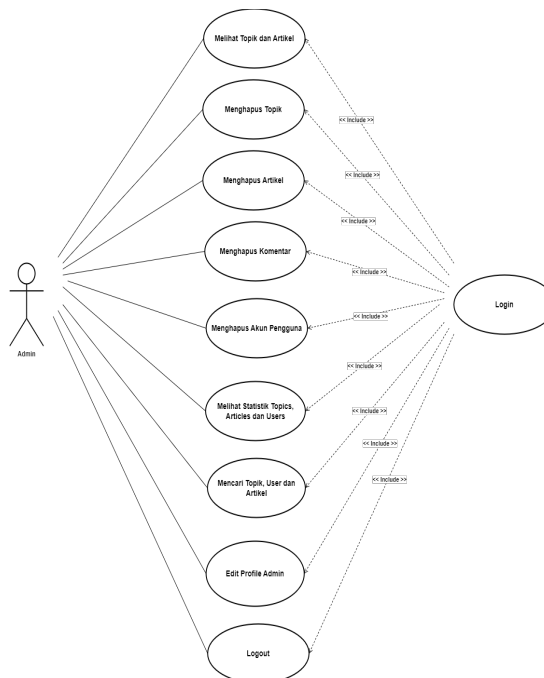 Melihat Topik dan Artikel
<< Include >>
Menghapus Topik
<< Include >>
Menghapus Artikel
<< Include >>
Menghapus Komentar
<< Include >>
Login
Admin
Menghapus Akun Pengguna
<< Include >>
<< Include >>
Melihat Statistik Topics,
Articles dan Users
<< Include >>
<< Include >>
Mencari Topik, User dan
Artikel
<< Include >>
Edit Profile Admin
Logout